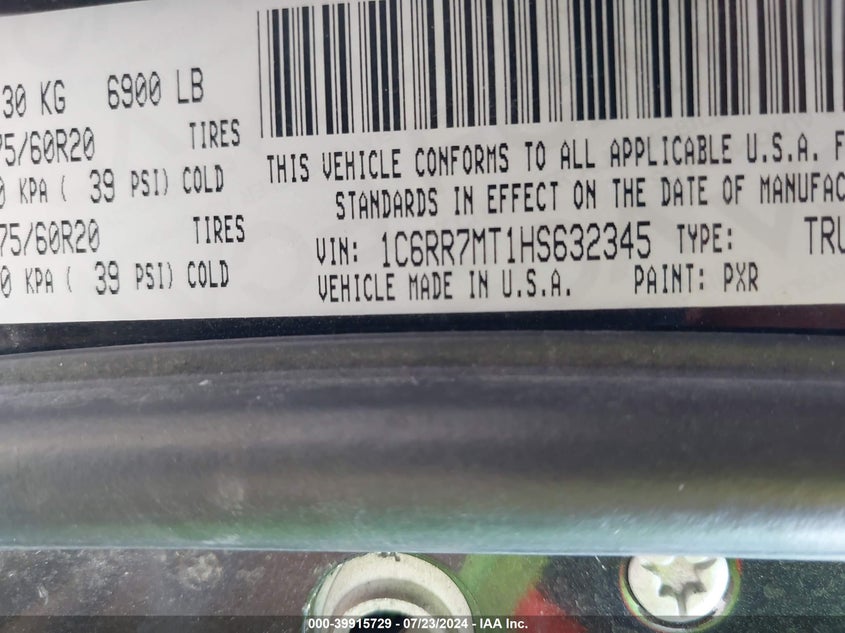 30 KG 6900 LB
75/60R20 TIRES
0 KPA ( 39 PSI) COLD
75/60R20 TIRES
0 KPA ( 39 PSI) COLD
THIS VEHICLE CONFORMS TO ALL APPLICABLE U.S.A. F
STANDARDS IN EFFECT ON THE DATE OF MANUFAC
VIN: 1C6RR7MT1HS632345 TYPE: TRU
VEHICLE MADE IN U.S.A. PAINT: PXR
000-39915729 - 07/23/2024 - IAA Inc.